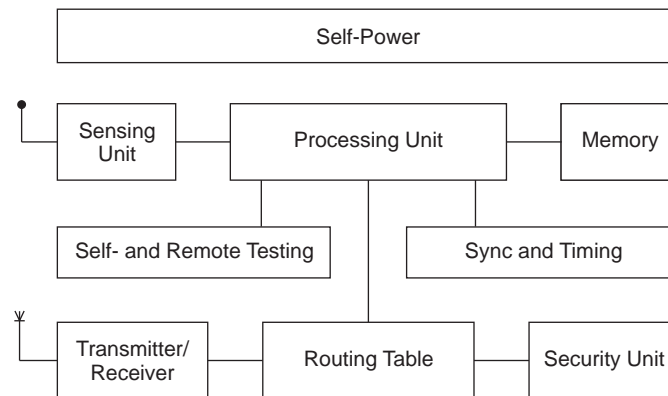 Self-Power
Sensing
Unit
Processing Unit
Memory
Self- and Remote Testing
Sync and Timing
Transmitter/
Receiver
Routing Table
Security Unit